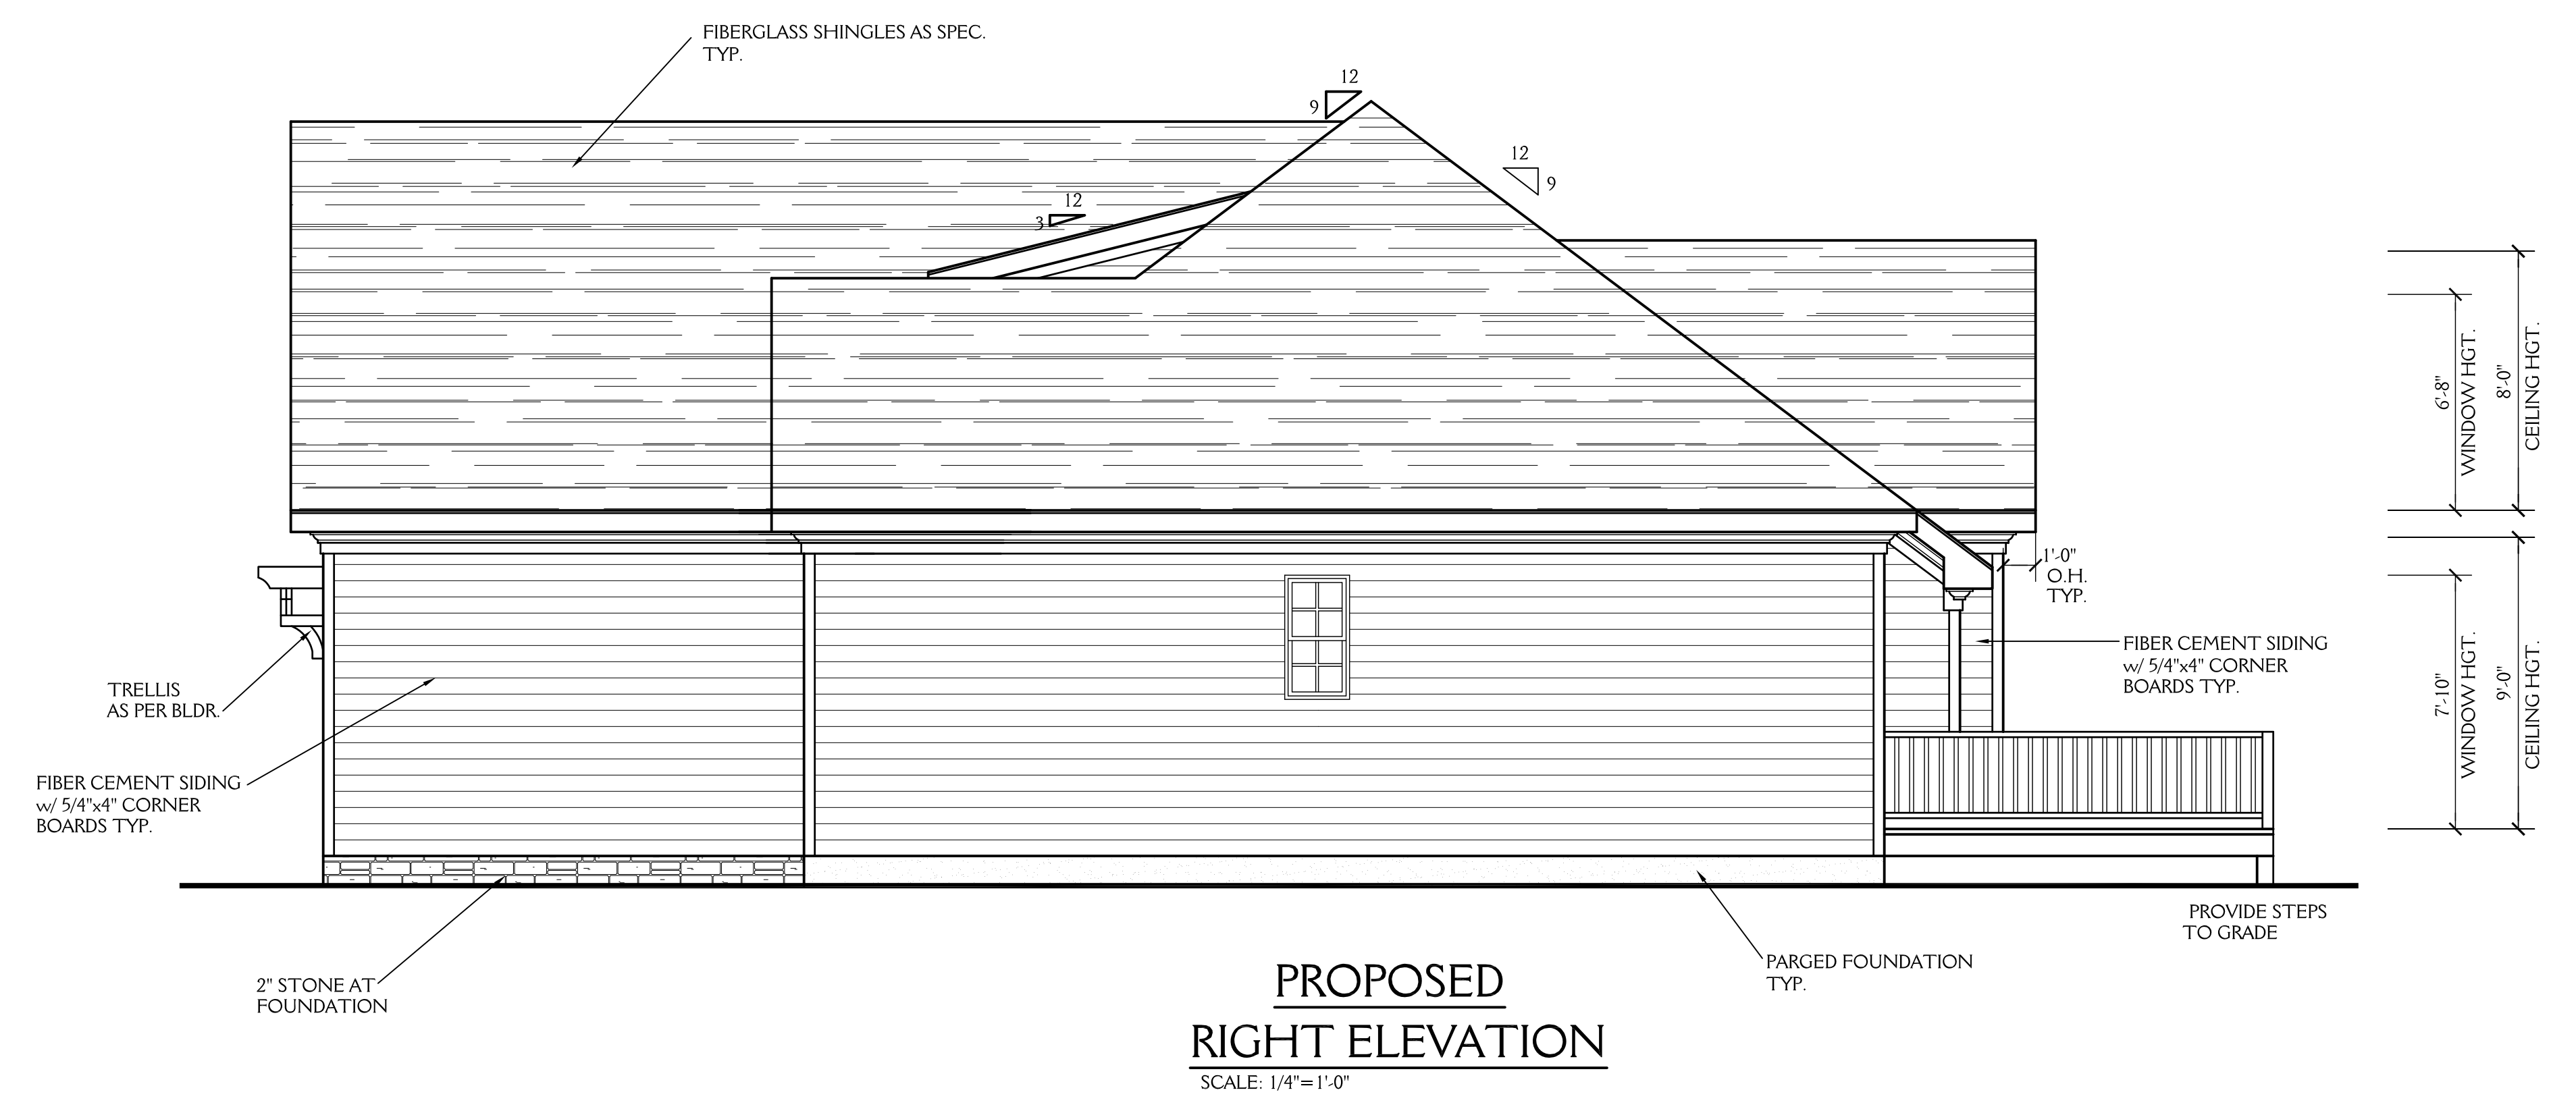 FIBERGLASS SHINGLES AS SPEC.
TYP.
12
9
12
9
12
3
6'-8"
WINDOW HGT.
8'-0"
CEILING HGT.
1'-0"
O.H.
TYP.
FIBER CEMENT SIDING
w/ 5/4"x4" CORNER
BOARDS TYP.
7'-10"
WINDOW HGT.
9'-0"
CEILING HGT.
TRELLIS
AS PER BLDR.
FIBER CEMENT SIDING
w/ 5/4"x4" CORNER
BOARDS TYP.
PROVIDE STEPS
TO GRADE
2" STONE AT
FOUNDATION
PARGED FOUNDATION
TYP.
PROPOSED
RIGHT ELEVATION
SCALE: 1/4"=1'-0"